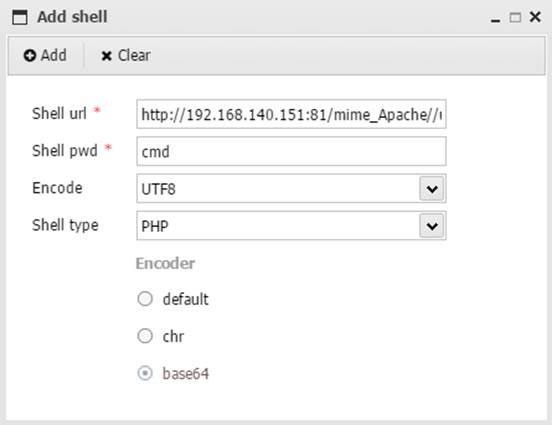 Add shell
Add Clear
Shell url * http://192.168.140.151:81/mime_Apache//
Shell pwd * cmd
Encode UTF8
Shell type PHP
Encoder
default
chr
base64